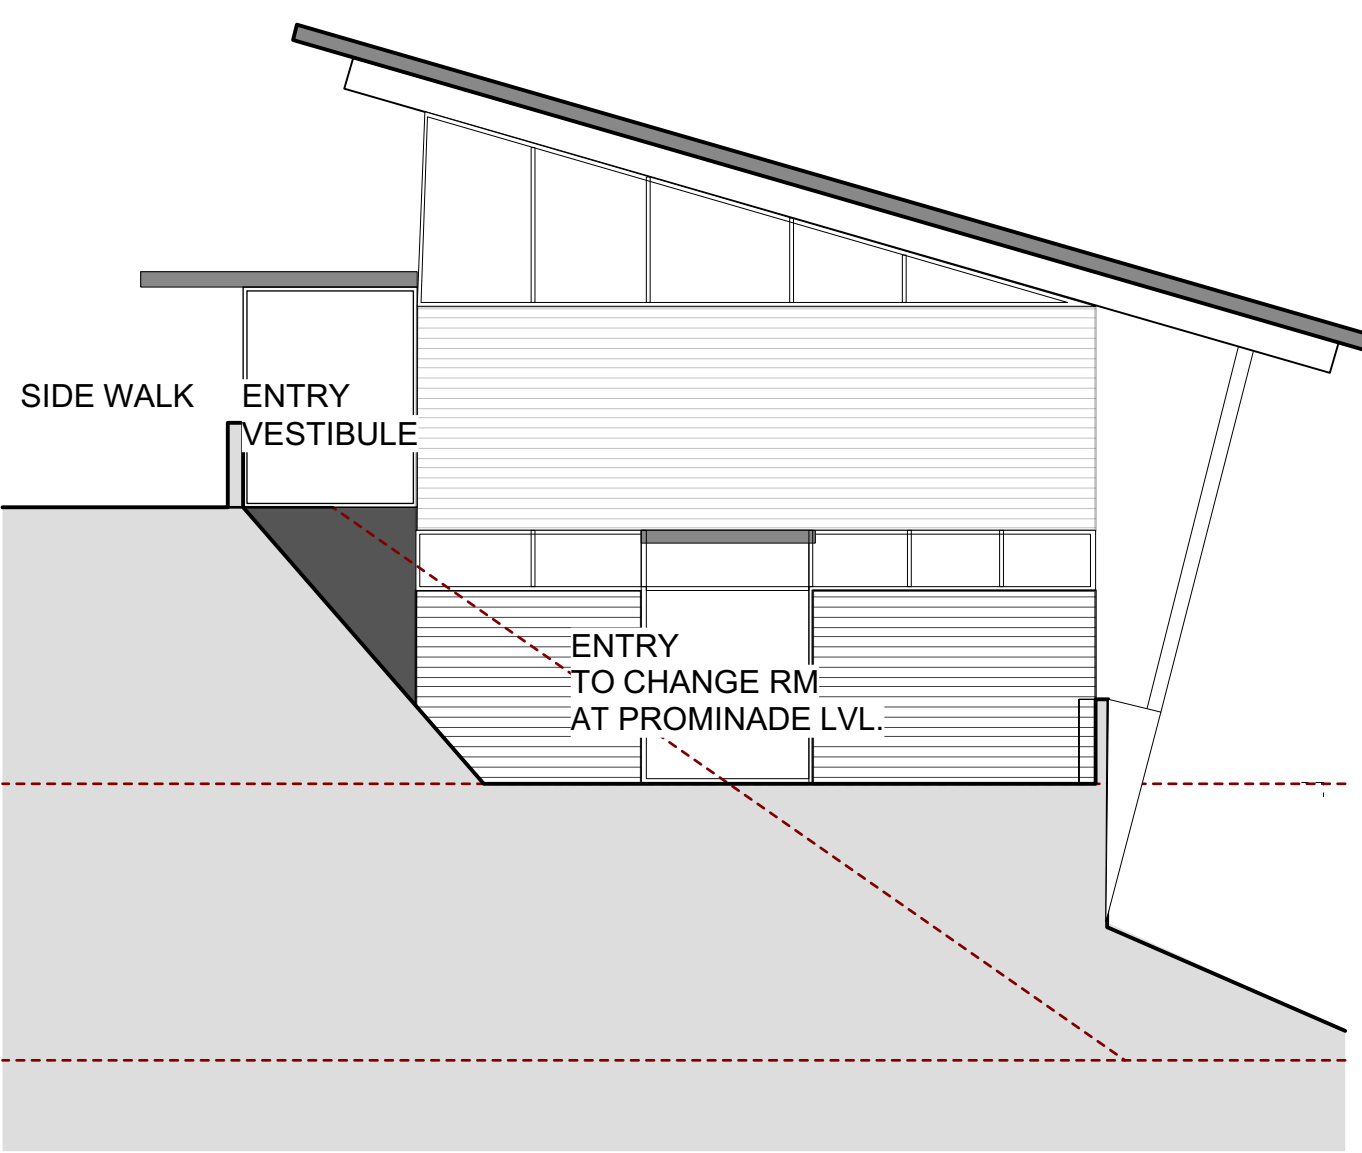 SIDE WALK
ENTRY
VESTIBULE
ENTRY
TO CHANGE RM
AT PROMINADE LVL.